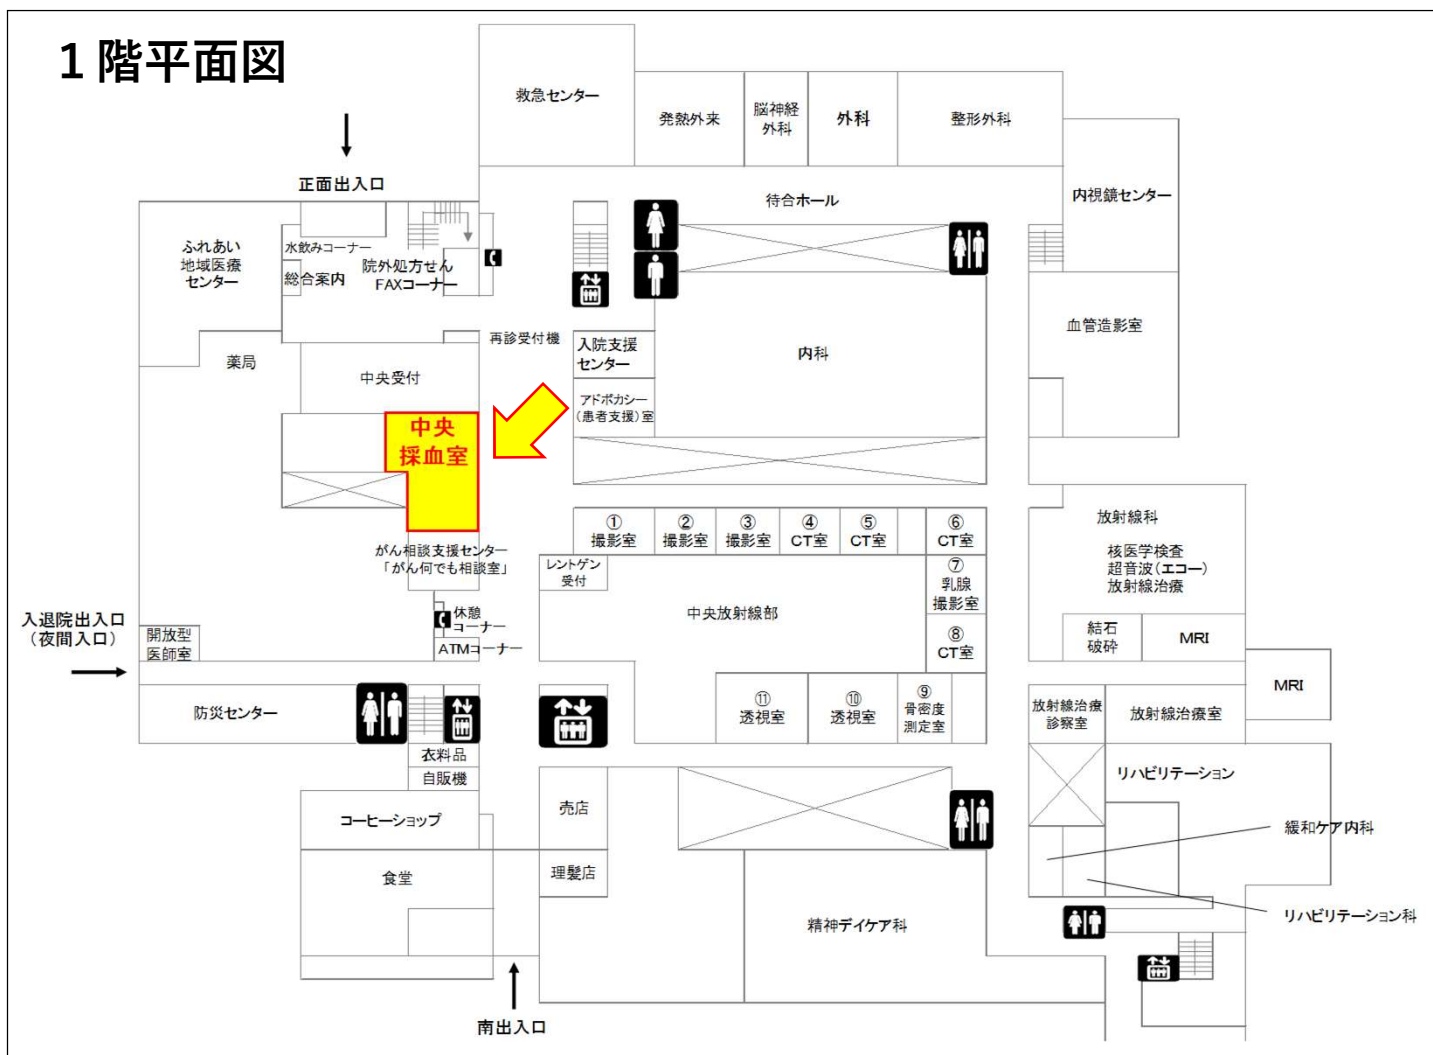 1階平面図
救急センター
発熱外来
脳神経
外科
外科
整形外科
正面出入口
待合ホール
内視鏡センター
ふれあい
地域医療
センター
水飲みコーナー
総合案内
院外処方せん
FAXコーナー
再診受付機
入院支援
センター
内科
血管造影室
薬局
中央受付
アドボカシー
（患者支援）室
中央
採血室
①
撮影室
②
撮影室
③
撮影室
④
CT室
⑤
CT室
⑥
CT室
放射線科
核医学検査
超音波（エコー）
放射線治療
がん相談支援センター
「がん何でも相談室」
レントゲン
受付
⑦
乳腺
撮影室
中央放射線部
入退院出入口
（夜間入口）
開放型
医師室
休憩
コーナー
ATMコーナー
⑧
CT室
結石
破砕
MRI
MRI
防災センター
⑪
透視室
⑩
透視室
⑨
骨密度
測定室
放射線治療
診察室
放射線治療室
衣料品
自販機
リハビリテーション
コーヒーショップ
売店
緩和ケア内科
食堂
理髪店
精神デイケア科
リハビリテーション科
南出入口